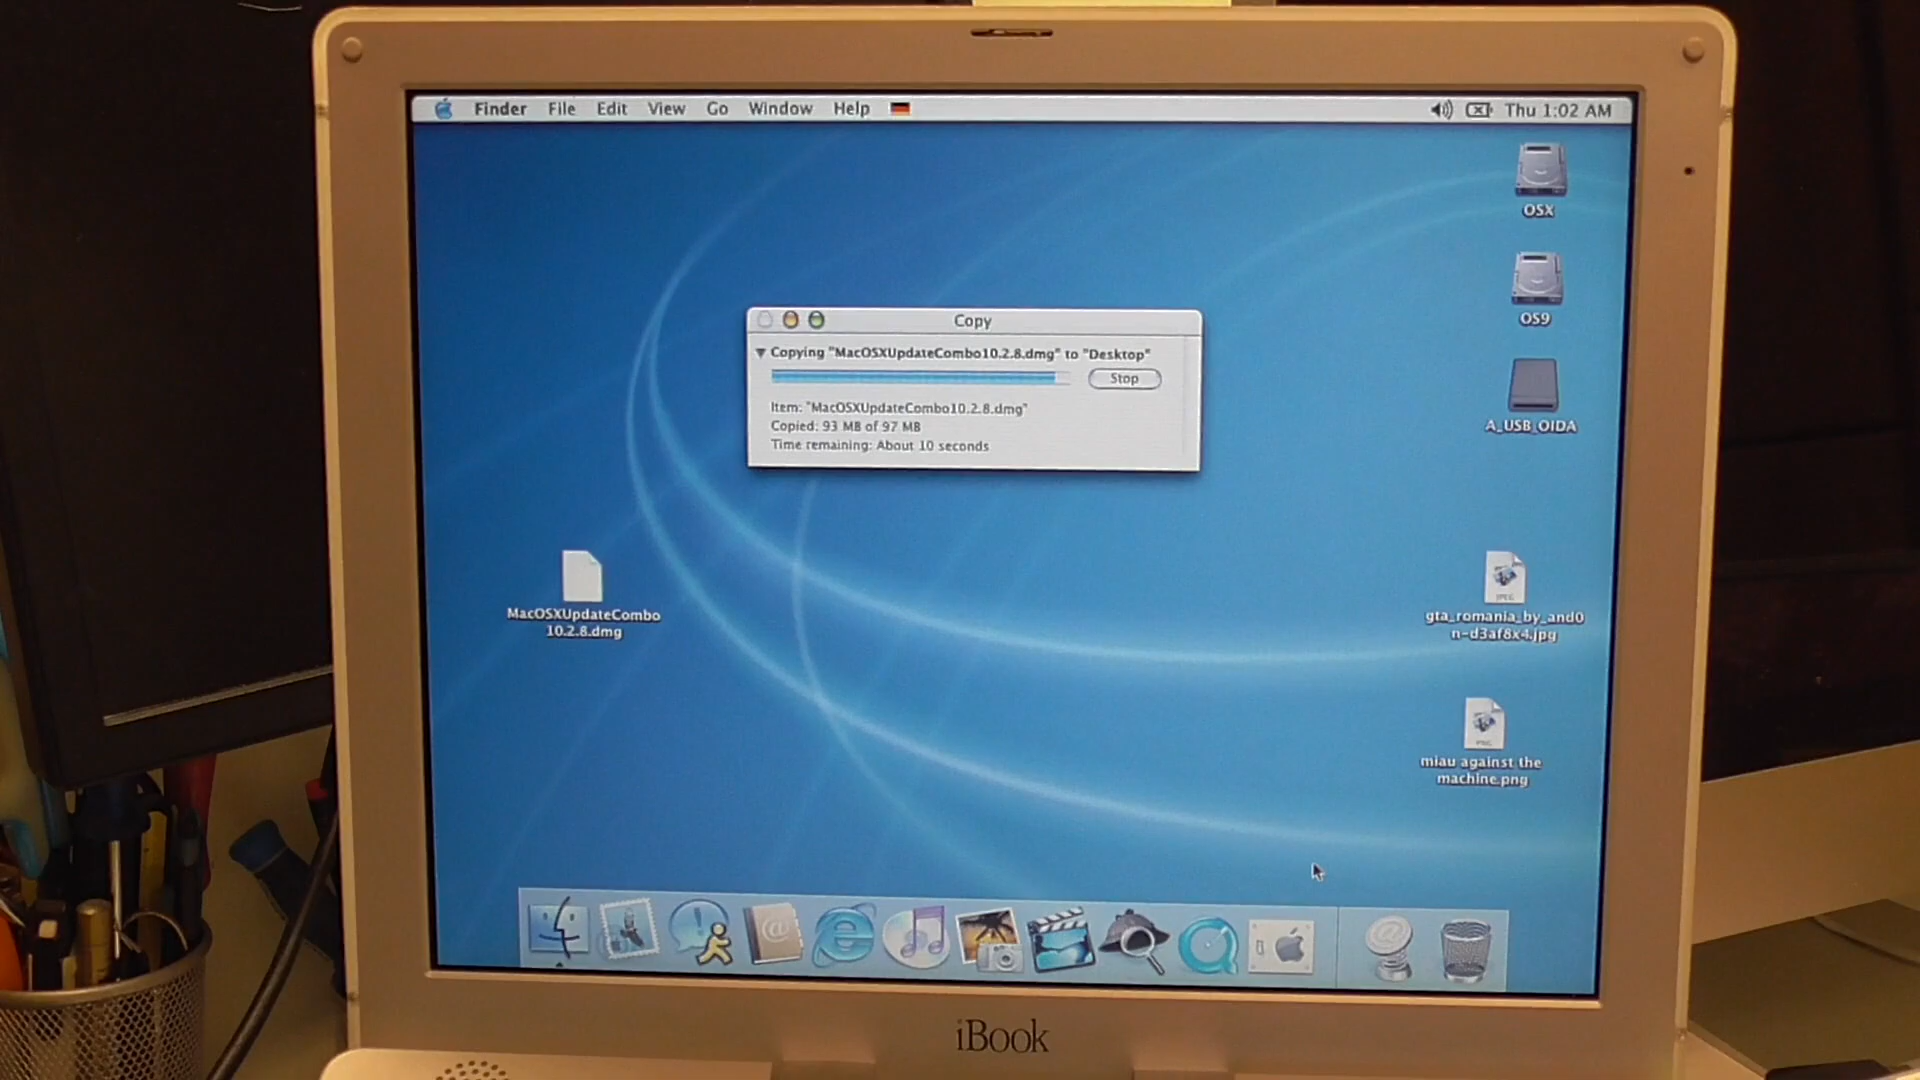 Finder File Edit View Go Window Help Thu 1:02 AM
OSX
OS9
A_USB_OIDA
Copy
Copying "MacOSXUpdateCombo10.2.8.dmg" to "Desktop"
Stop
Item: "MacOSXUpdateCombo10.2.8.dmg"
Copied: 93 MB of 97 MB
Time remaining: About 10 seconds
MacOSXUpdateCombo
10.2.8.dmg
JPEG
gta_romania_by_and0
n-d3af8x4.jpg
miau against the
machine.png
iBook